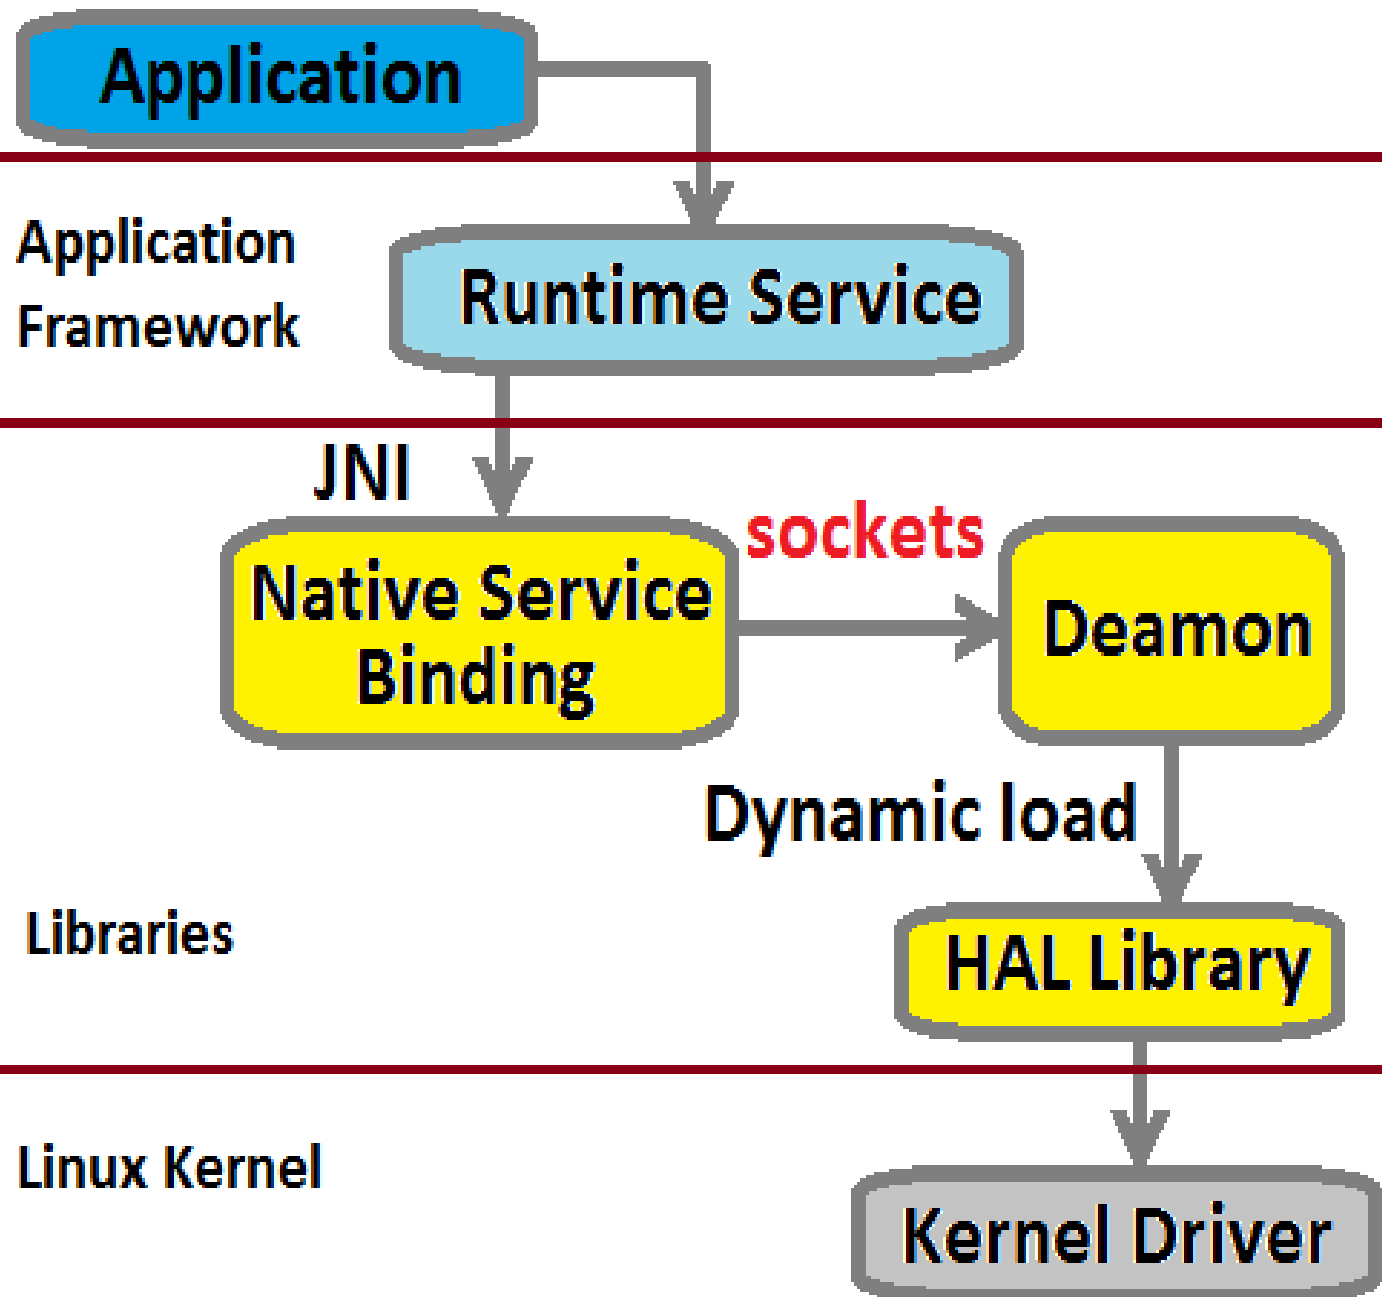 Application
Application
Framework
Runtime Service
JNI
sockets
Native Service
Binding
Deamon
Dynamic load
Libraries
HAL Library
Linux Kernel
Kernel Driver